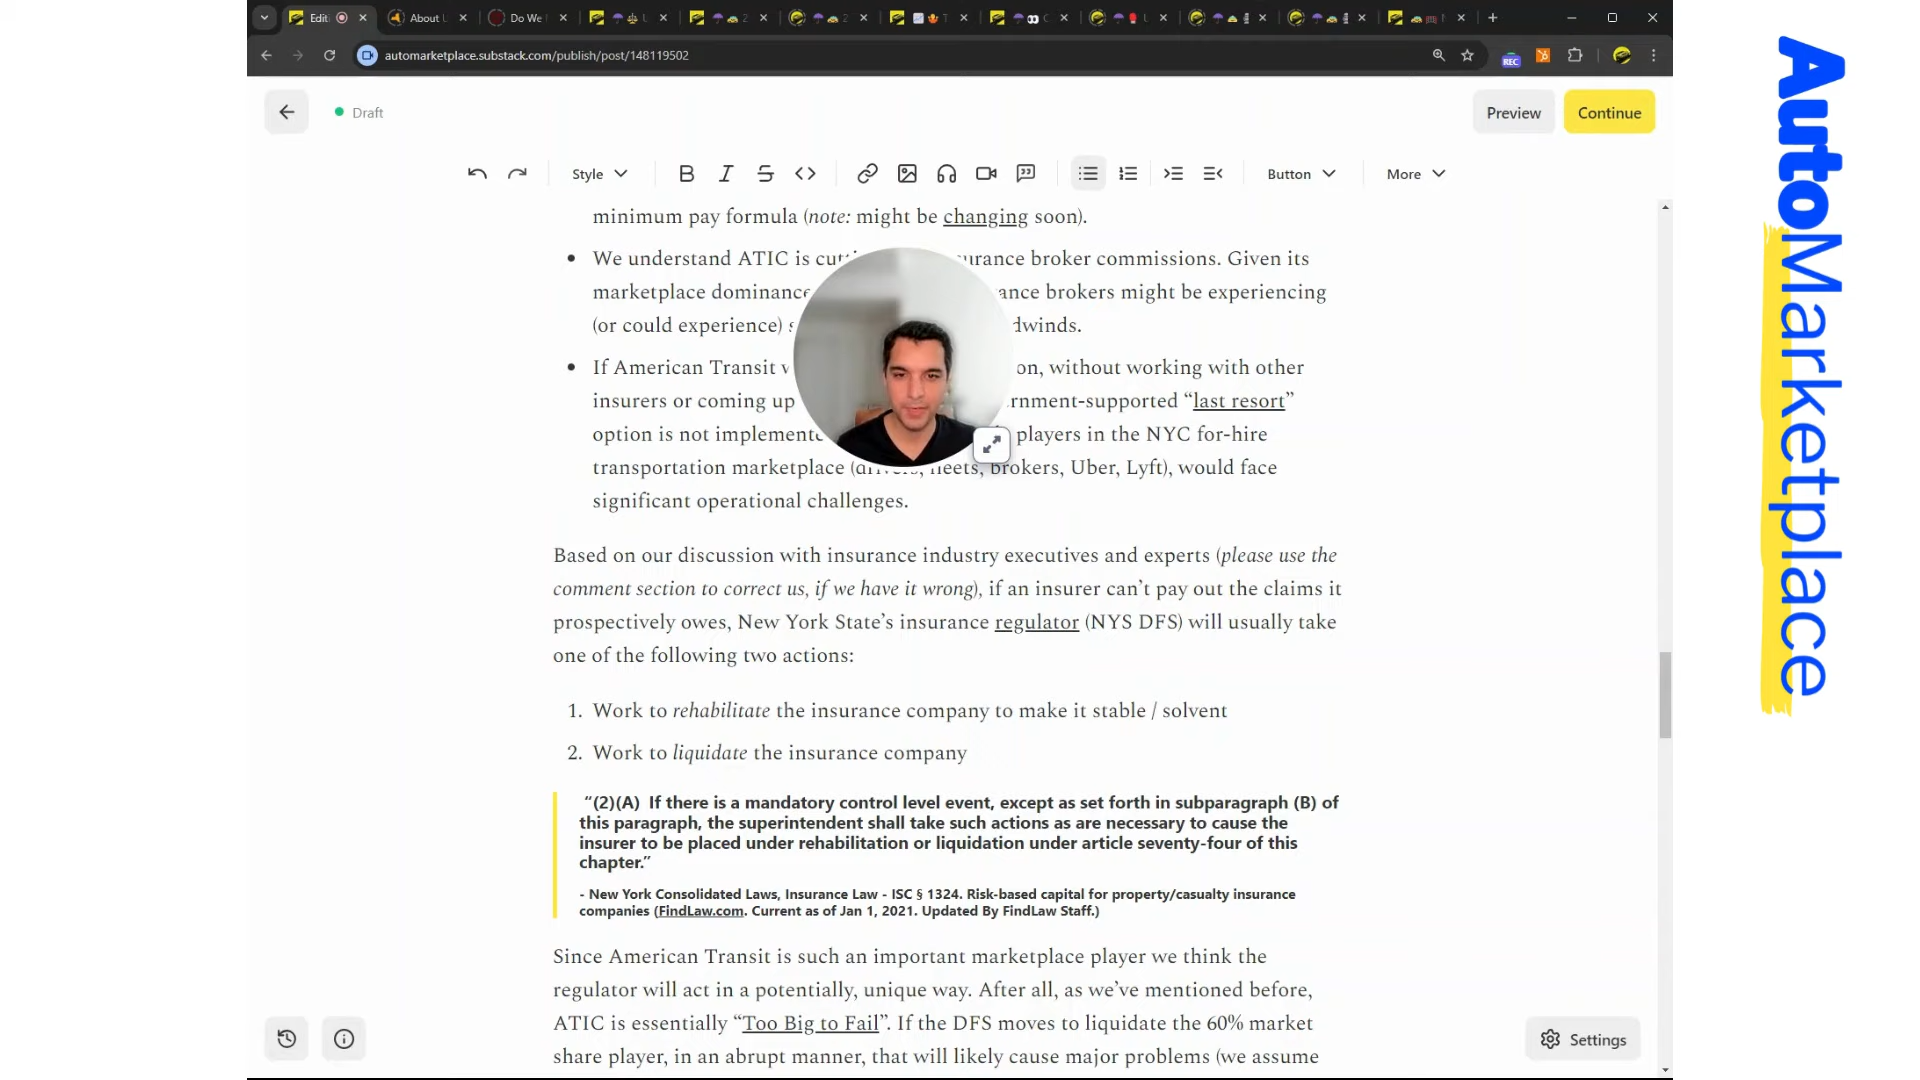 Edit
About U
Do We
automarketplace.substack.com/publish/post/148119502
REC
Draft
Preview
Continue
Style
Button
More
minimum pay formula (note: might be changing soon).
We understand ATIC is cutti urance broker commissions. Given its
marketplace dominance ance brokers might be experiencing
(or could experience) s dwinds.
If American Transit w on, without working with other
insurers or coming up rnment-supported “last resort”
option is not implemente players in the NYC for-hire
transportation marketplace (drivers, fleets, brokers, Uber, Lyft), would face
significant operational challenges.
Based on our discussion with insurance industry executives and experts (please use the
comment section to correct us, if we have it wrong), if an insurer can’t pay out the claims it
prospectively owes, New York State’s insurance regulator (NYS DFS) will usually take
one of the following two actions:
1. Work to rehabilitate the insurance company to make it stable / solvent
2. Work to liquidate the insurance company
“(2)(A) If there is a mandatory control level event, except as set forth in subparagraph (B) of
this paragraph, the superintendent shall take such actions as are necessary to cause the
insurer to be placed under rehabilitation or liquidation under article seventy-four of this
chapter.”
- New York Consolidated Laws, Insurance Law - ISC § 1324. Risk-based capital for property/casualty insurance
companies (FindLaw.com. Current as of Jan 1, 2021. Updated By FindLaw Staff.)
Since American Transit is such an important marketplace player we think the
regulator will act in a potentially, unique way. After all, as we’ve mentioned before,
ATIC is essentially “Too Big to Fail”. If the DFS moves to liquidate the 60% market
share player, in an abrupt manner, that will likely cause major problems (we assume
Settings
AutoMarketplace